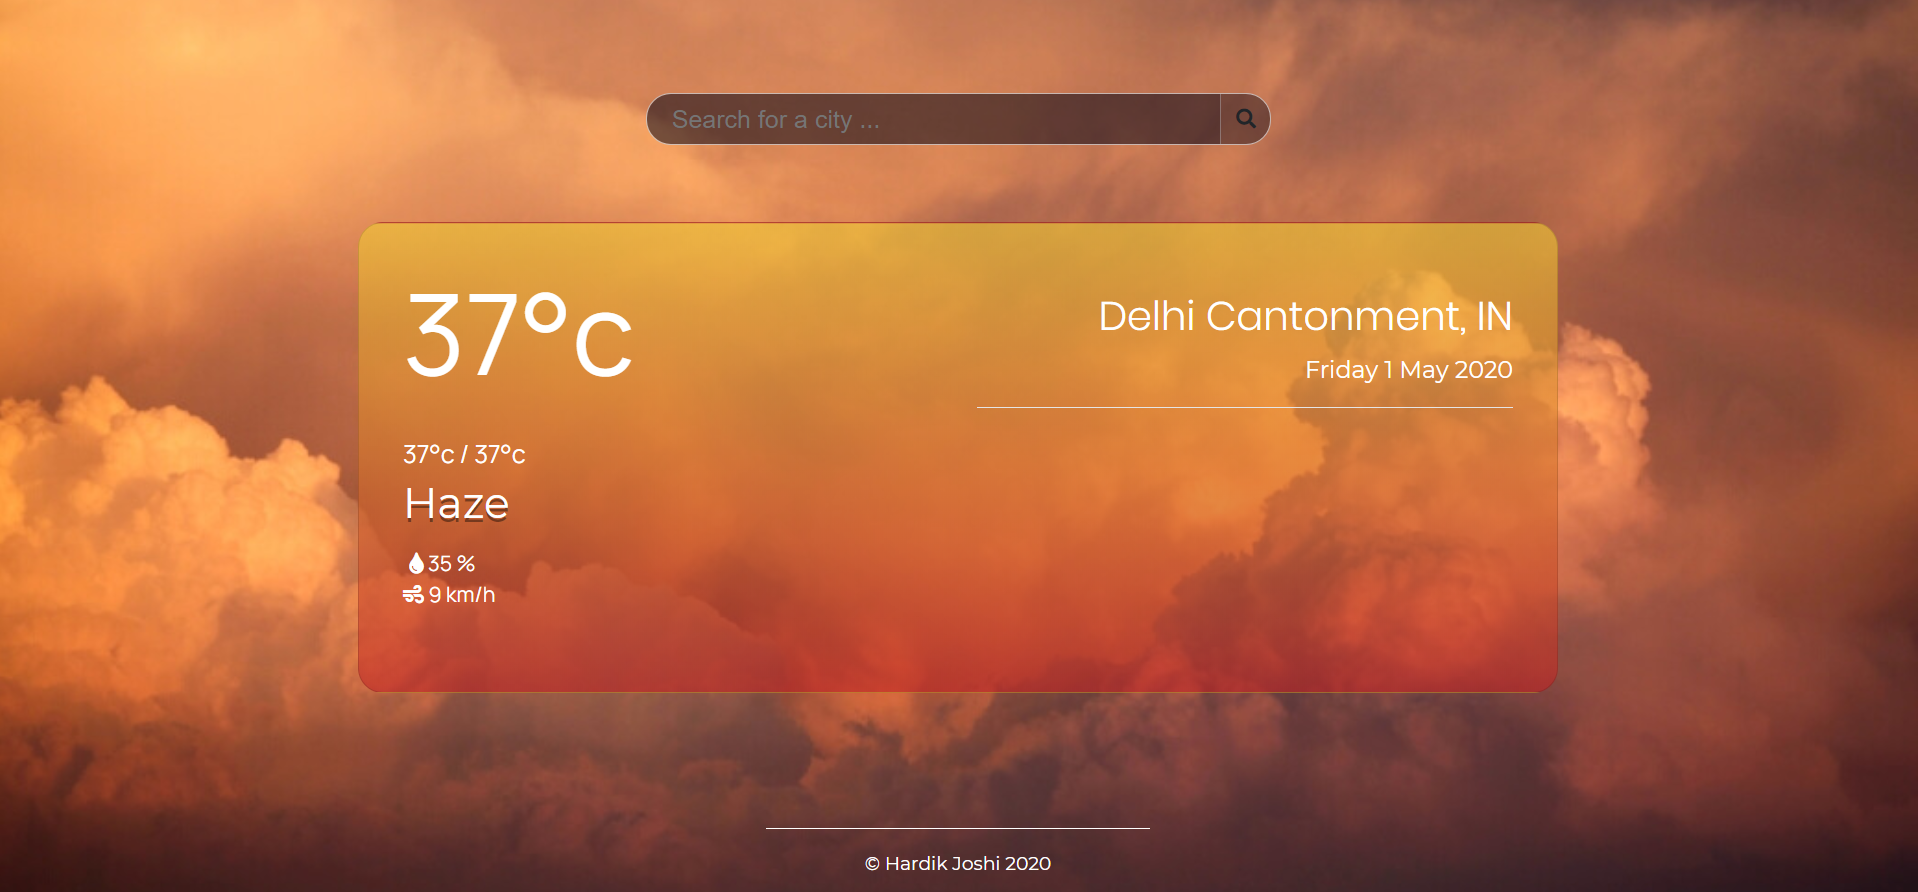 Search for a city ...
37°c
Delhi Cantonment, IN
Friday 1 May 2020
37°c / 37°c
Haze
35 %
9 km/h
© Hardik Joshi 2020